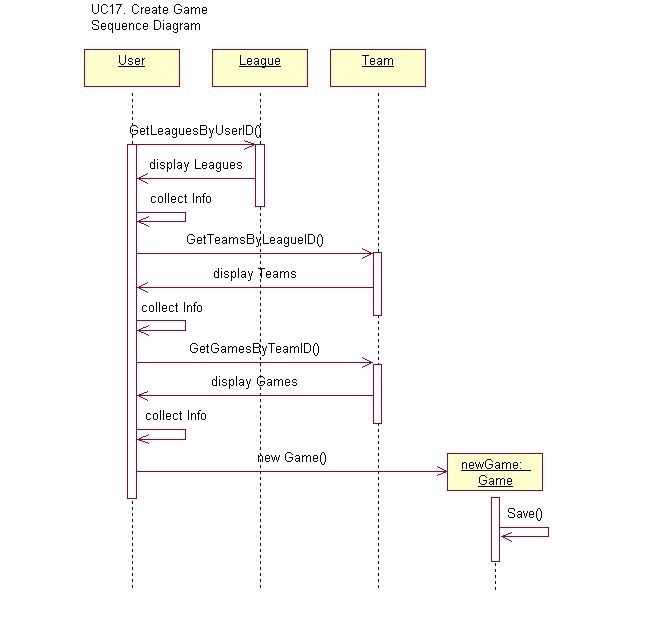 UC17. Create Game
Sequence Diagram
User
League
Team
GetLeaguesByUserID()
display Leagues
collect Info
GetTeamsByLeagueID()
display Teams
collect Info
GetGamesByTeamID()
display Games
collect Info
new Game()
newGame:
Game
Save()